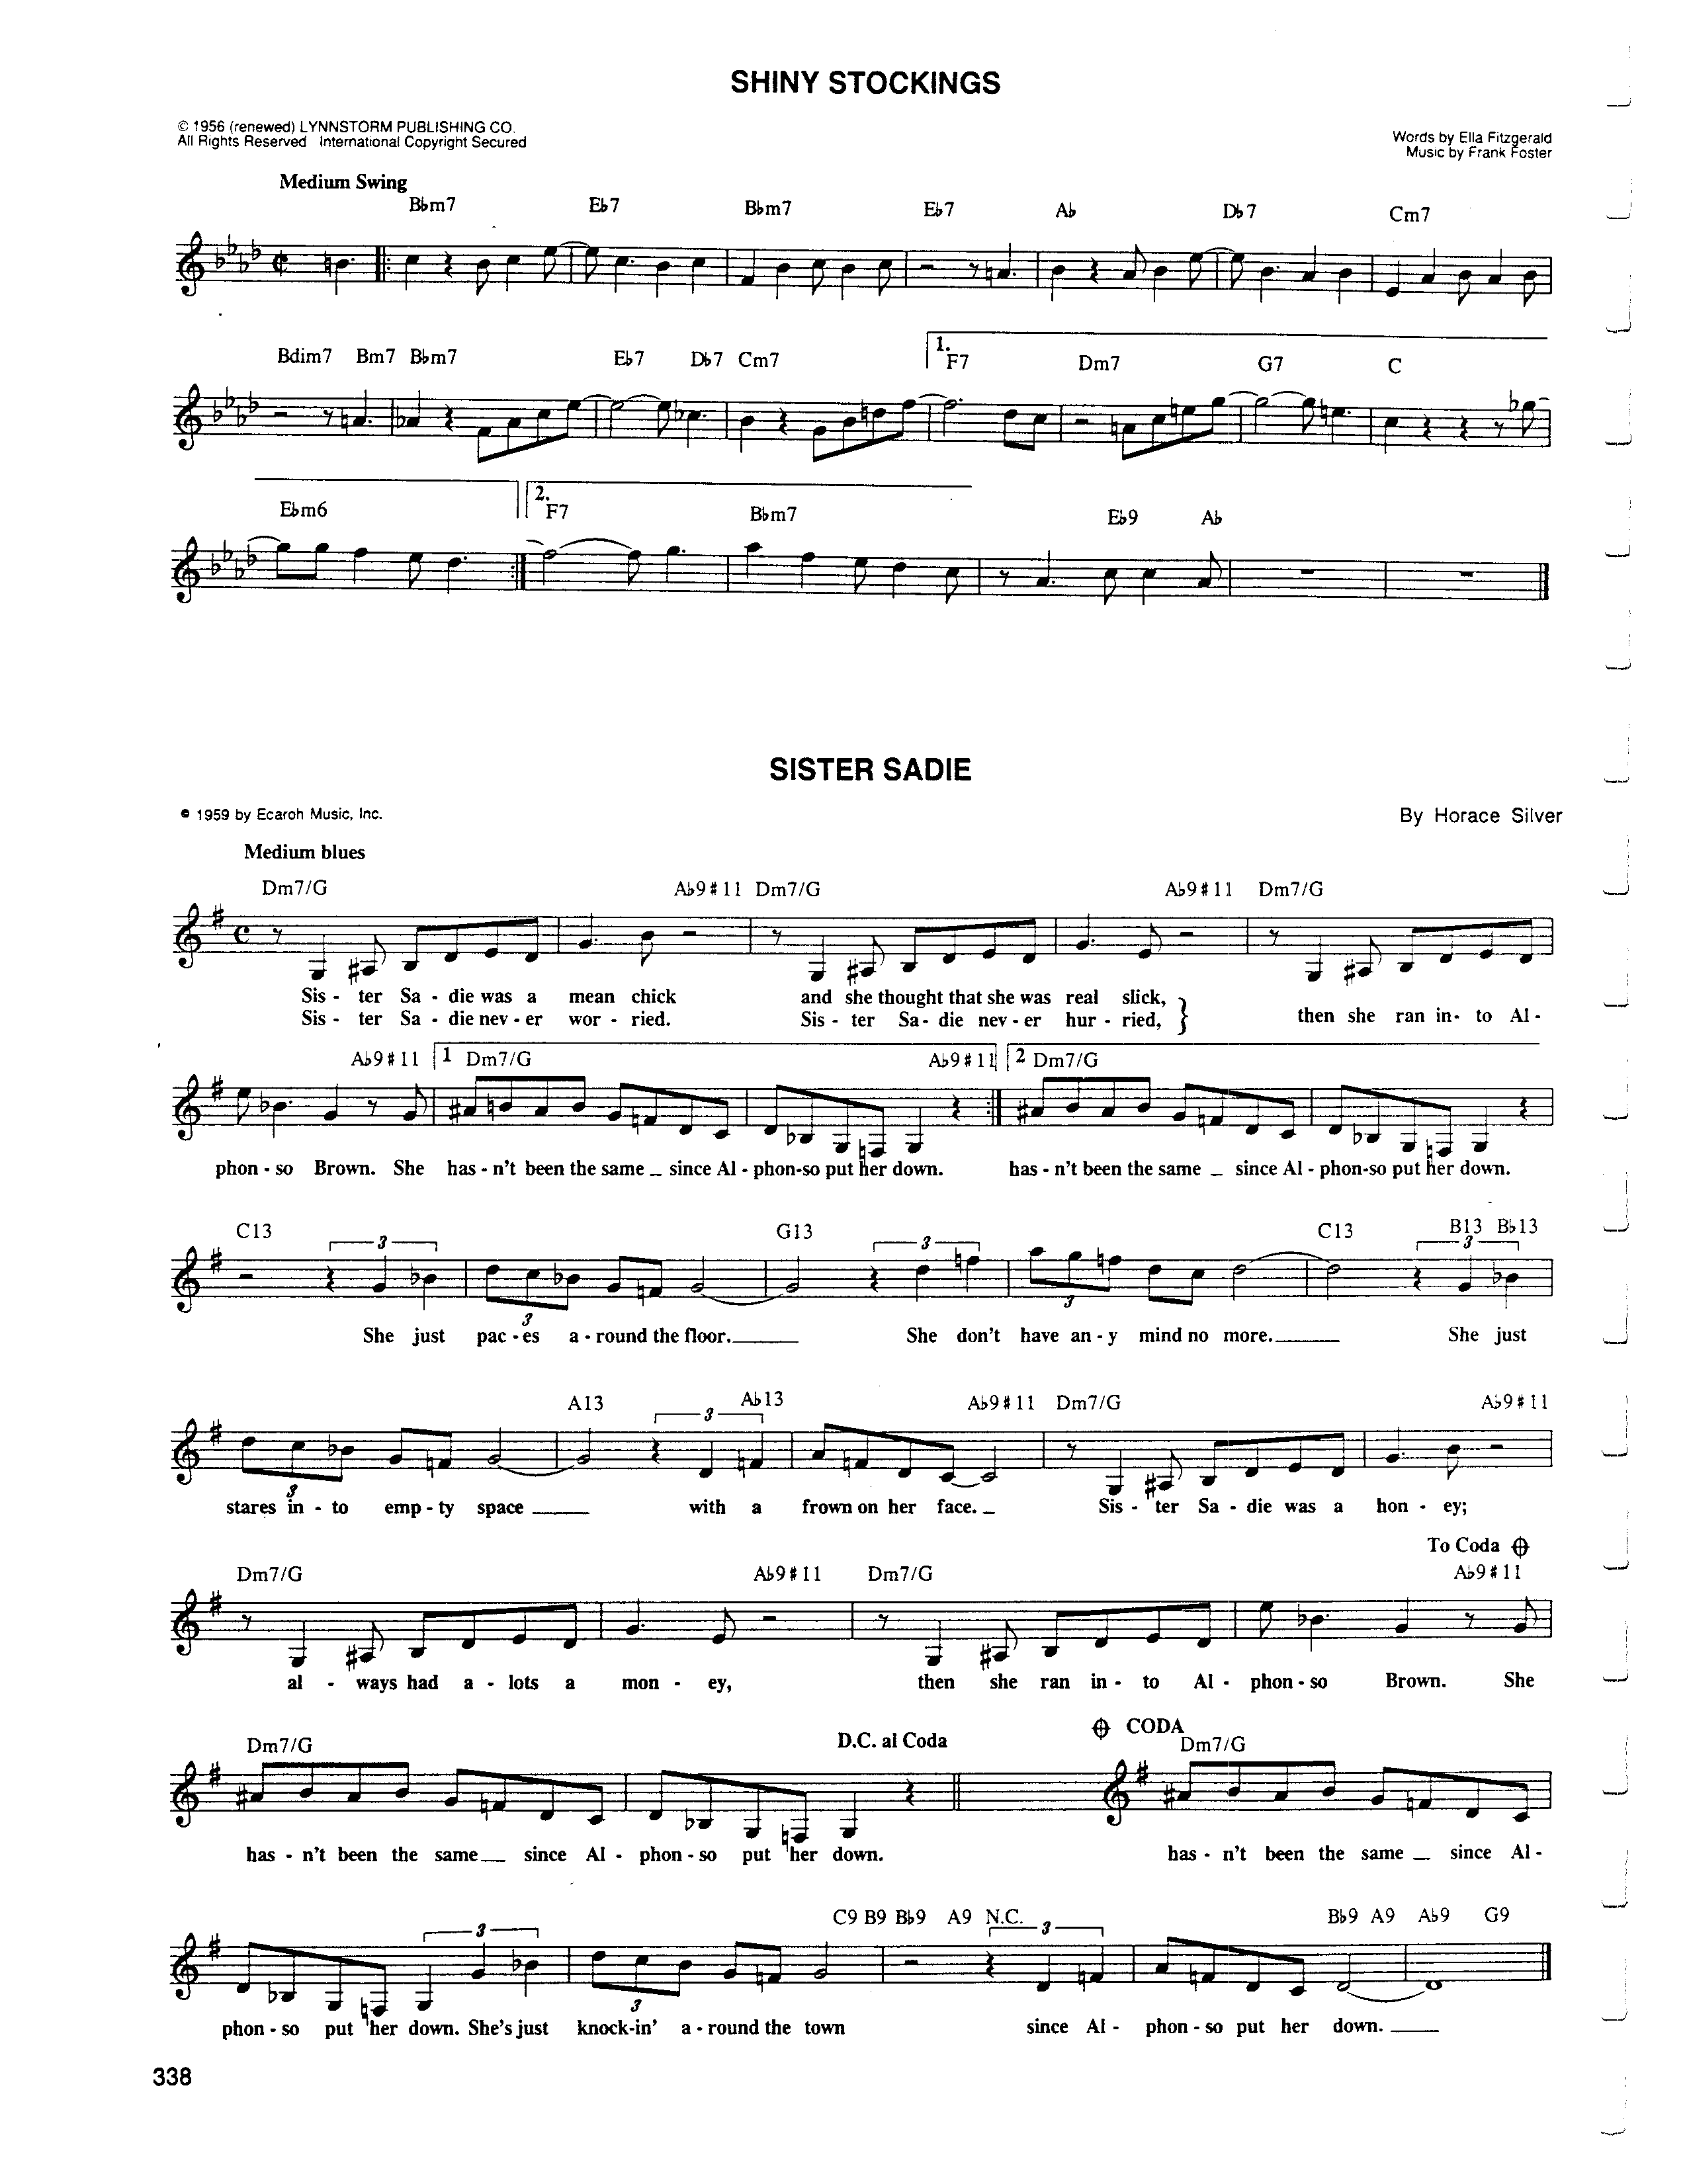 SHINY STOCKINGS
© 1956 (renewed) LYNNSTORM PUBLISHING CO.
All Rights Reserved International Copyright Secured
Words by Ella Fitzgerald
Music by Frank Foster
Medium Swing
B♭m7 E♭7 B♭m7 E♭7 A♭ D♭7 Cm7
Bdim7 Bm7 B♭m7 E♭7 D♭7 Cm7 1. F7 Dm7 G7 C
E♭m6 2. F7 B♭m7 E♭9 A♭
SISTER SADIE
© 1959 by Ecaroh Music, Inc.
By Horace Silver
Medium blues
Dm7/G A♭9#11 Dm7/G A♭9#11 Dm7/G
Sis - ter Sa - die was a mean chick and she thought that she was real slick,
Sis - ter Sa - die nev - er wor - ried. Sis - ter Sa - die nev - er hur - ried, } then she ran in - to Al -
A♭9#11 1 Dm7/G A♭9#11 2 Dm7/G
phon - so Brown. She has - n't been the same _ since Al - phon-so put her down. has - n't been the same _ since Al - phon-so put her down.
C13 3 G13 3 C13 B13 B♭13
3
3 3
She just pac - es a - round the floor. She don't have an - y mind no more. She just
A13 3 A♭13 A♭9#11 Dm7/G A♭9#11
3
stares in - to emp - ty space with a frown on her face. _ Sis - ter Sa - die was a hon - ey;
To Coda
Dm7/G A♭9#11 Dm7/G A♭9#11
al - ways had a - lots a mon - ey, then she ran in - to Al - phon - so Brown. She
Dm7/G D.C. al Coda CODA Dm7/G
has - n't been the same _ since Al - phon - so put her down. has - n't been the same _ since Al -
3 C9 B9 B♭9 A9 N.C. 3 B♭9 A9 A♭9 G9
3
phon - so put her down. She's just knock-in' a - round the town since Al - phon - so put her down.
338